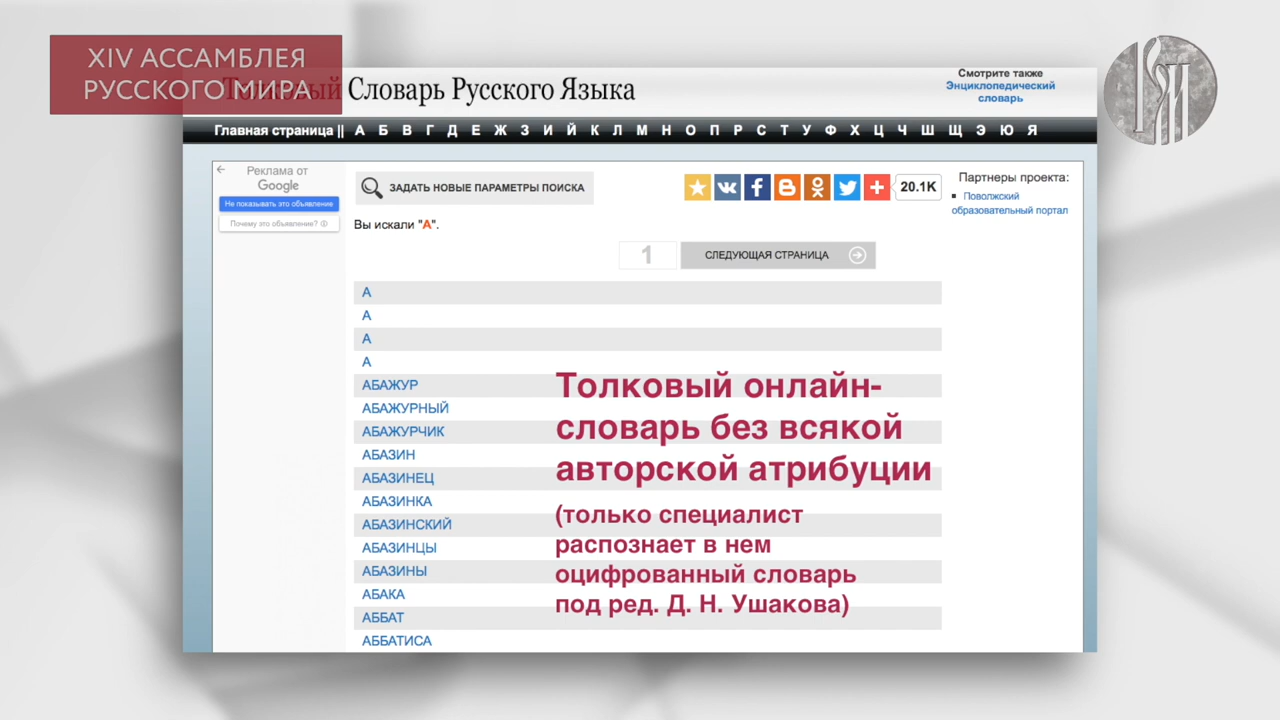 XIV АССАМБЛЕЯ
РУССКОГО МИРА
Толковый Словарь Русского Языка
Смотрите также
Энциклопедический
словарь
Главная страница || А Б В Г Д Е Ж З И Й К Л М Н О П Р С Т У Ф Х Ц Ч Ш Щ Э Ю Я
Реклама от
Google
Не показывать это объявление
Почему это объявление?
ЗАДАТЬ НОВЫЕ ПАРАМЕТРЫ ПОИСКА
20.1K
Партнеры проекта:
Поволжский
образовательный портал
Вы искали "А".
1
СЛЕДУЮЩАЯ СТРАНИЦА
А
А
А
А
АБАЖУР
АБАЖУРНЫЙ
АБАЖУРЧИК
АБАЗИН
АБАЗИНЕЦ
АБАЗИНКА
АБАЗИНСКИЙ
АБАЗИНЦЫ
АБАЗИНЫ
АБАКА
АББАТ
АББАТИСА
Толковый онлайн-
словарь без всякой
авторской атрибуции
(только специалист
распознает в нем
оцифрованный словарь
под ред. Д. Н. Ушакова)